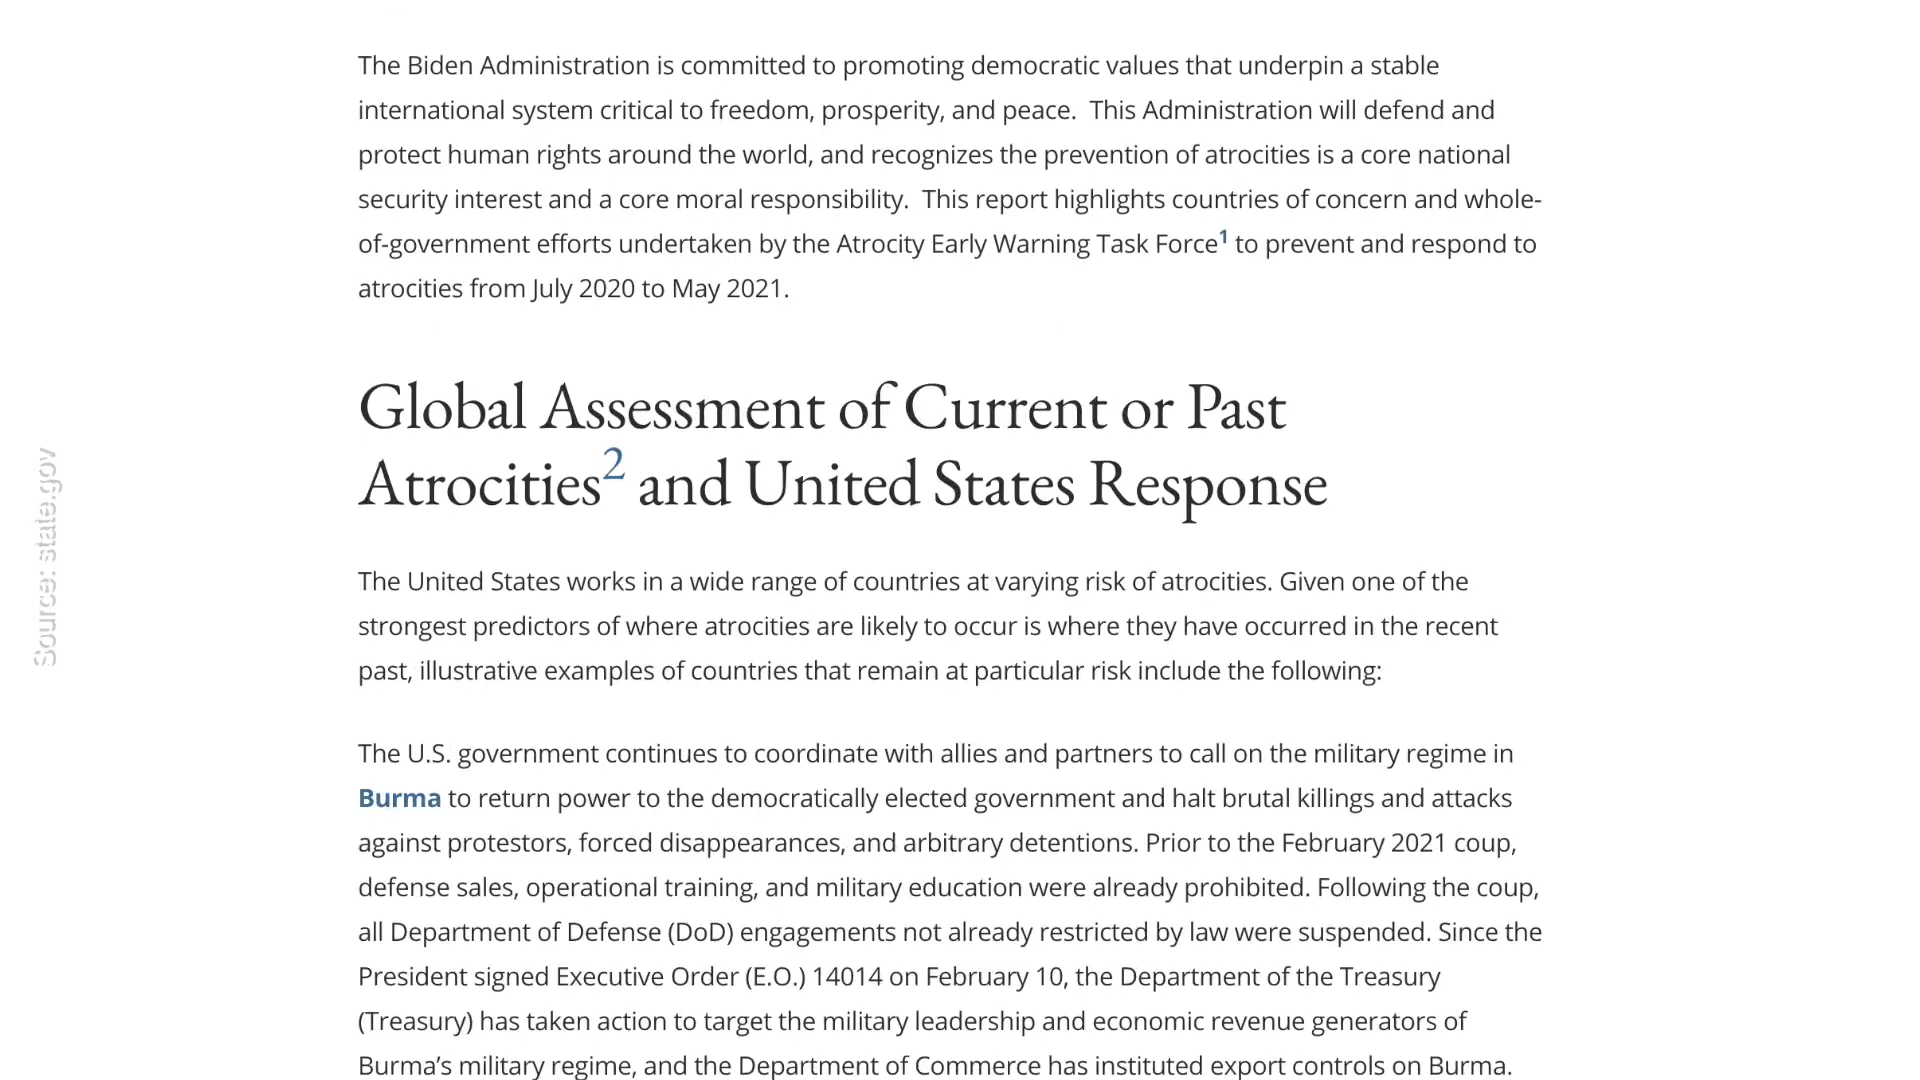 The Biden Administration is committed to promoting democratic values that underpin a stable
international system critical to freedom, prosperity, and peace.  This Administration will defend and
protect human rights around the world, and recognizes the prevention of atrocities is a core national
security interest and a core moral responsibility.  This report highlights countries of concern and whole-
of-government efforts undertaken by the Atrocity Early Warning Task Force1 to prevent and respond to
atrocities from July 2020 to May 2021.
Global Assessment of Current or Past
Atrocities2 and United States Response
The United States works in a wide range of countries at varying risk of atrocities. Given one of the
strongest predictors of where atrocities are likely to occur is where they have occurred in the recent
past, illustrative examples of countries that remain at particular risk include the following:
The U.S. government continues to coordinate with allies and partners to call on the military regime in
Burma to return power to the democratically elected government and halt brutal killings and attacks
against protestors, forced disappearances, and arbitrary detentions. Prior to the February 2021 coup,
defense sales, operational training, and military education were already prohibited. Following the coup,
all Department of Defense (DoD) engagements not already restricted by law were suspended. Since the
President signed Executive Order (E.O.) 14014 on February 10, the Department of the Treasury
(Treasury) has taken action to target the military leadership and economic revenue generators of
Burma’s military regime, and the Department of Commerce has instituted export controls on Burma.
Source: state.gov